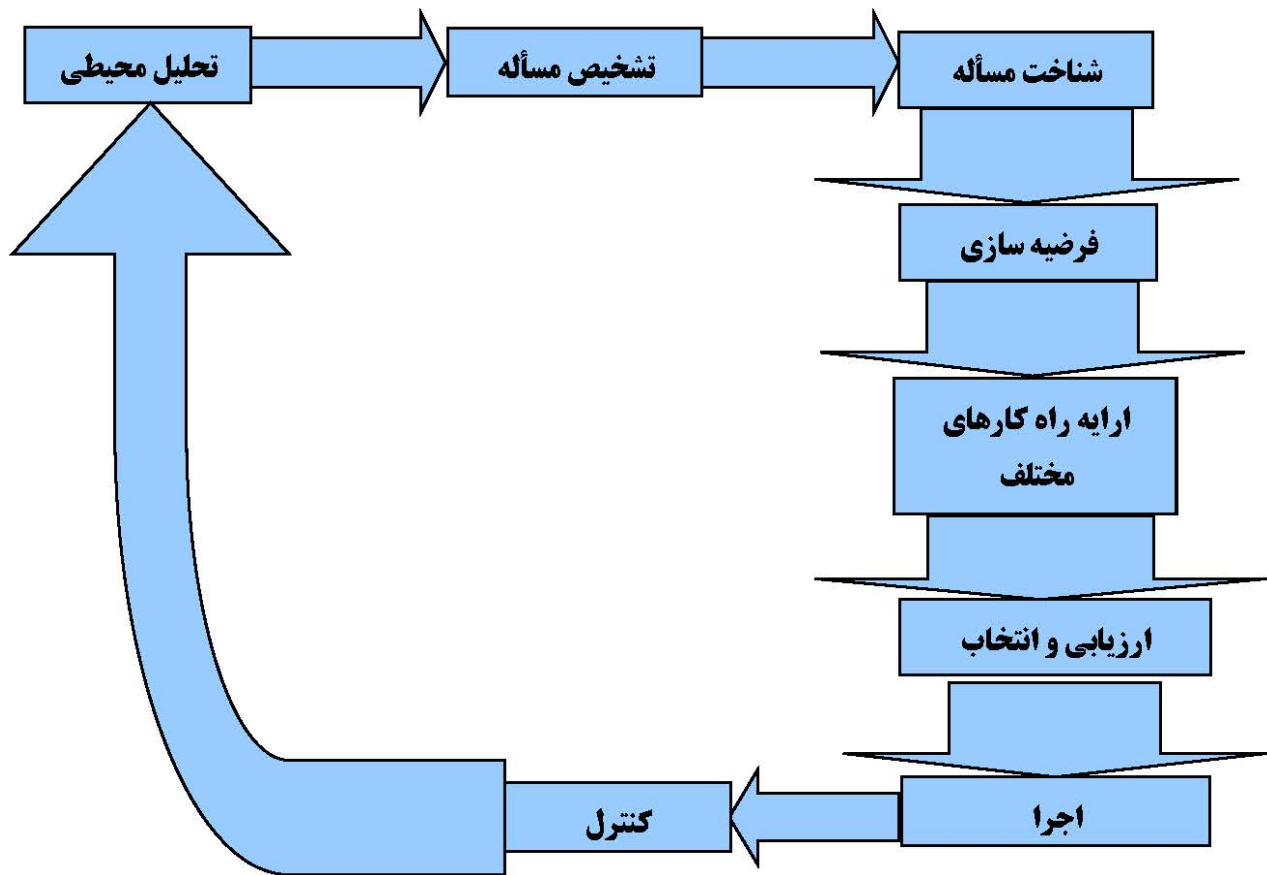 تحلیل محیطی
تشخیص مسأله
شناخت مسأله
فرضیه سازی
ارایه راه کارهای
مختلف
ارزیابی و انتخاب
اجرا
کنترل